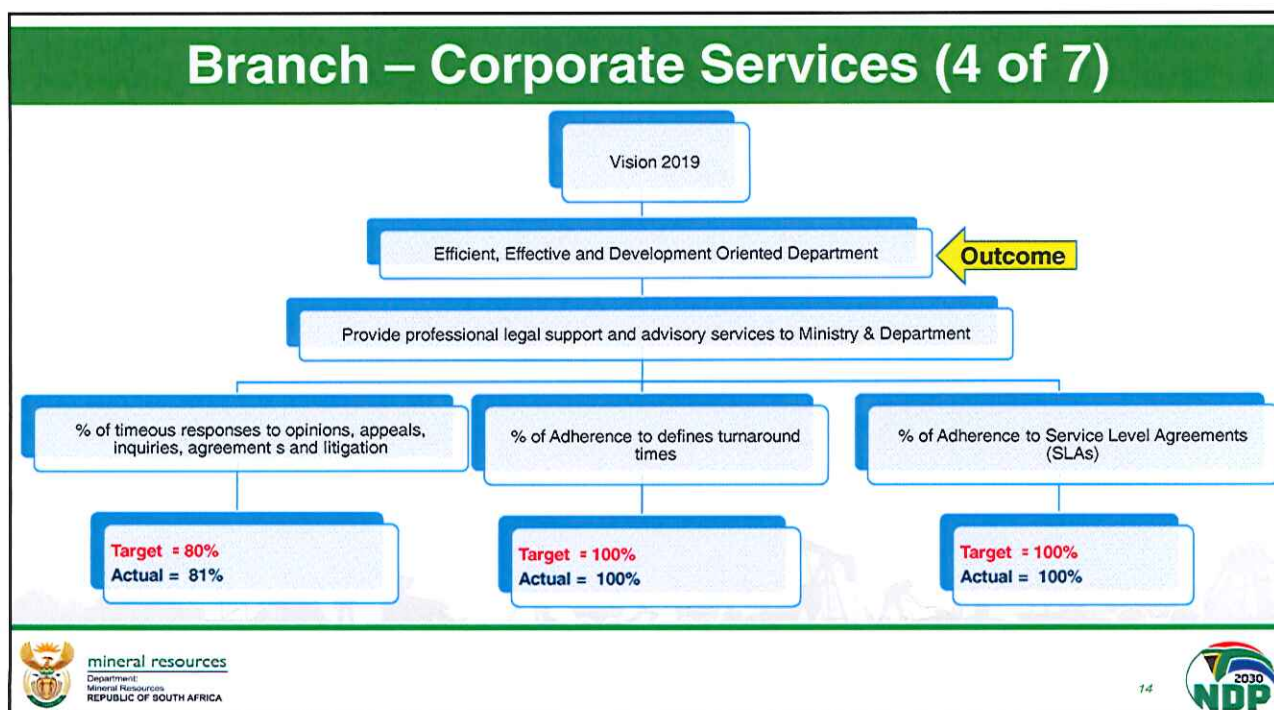 Branch – Corporate Services (4 of 7)
Vision 2019
Efficient, Effective and Development Oriented Department
Outcome
Provide professional legal support and advisory services to Ministry & Department
% of timeous responses to opinions, appeals,
inquiries, agreement s and litigation
% of Adherence to defines turnaround
times
% of Adherence to Service Level Agreements
(SLAs)
Target = 80%
Actual = 81%
Target = 100%
Actual = 100%
Target = 100%
Actual = 100%
mineral resources
Department:
Mineral Resources
REPUBLIC OF SOUTH AFRICA
14
2030
NDP